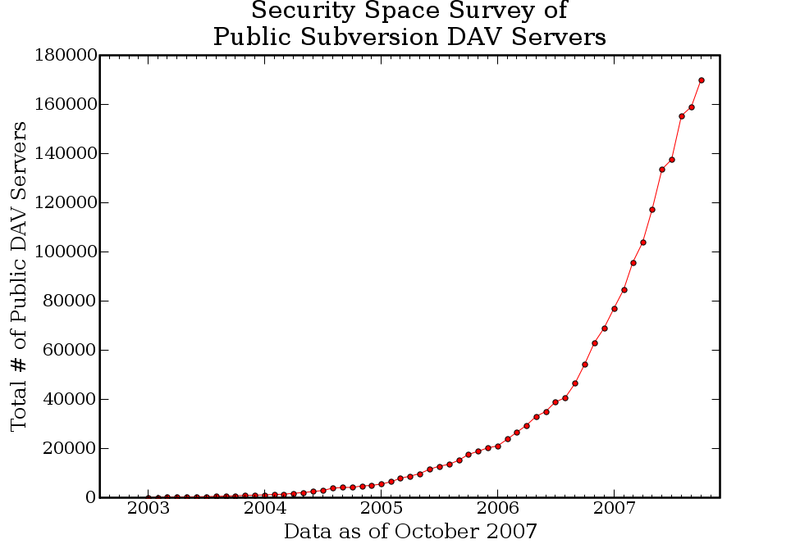 Security Space Survey of
Public Subversion DAV Servers
Total # of Public DAV Servers
180000
160000
140000
120000
100000
80000
60000
40000
20000
0
2003 2004 2005 2006 2007
Data as of October 2007